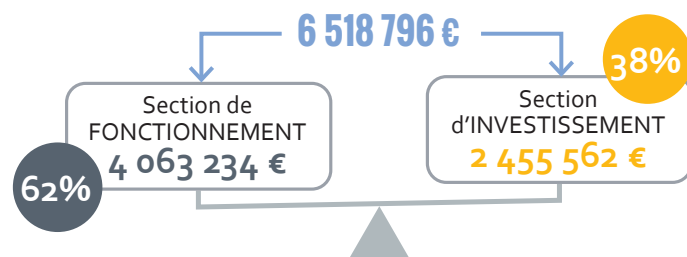 6 518 796 €
38%
Section de
FONCTIONNEMENT
4 063 234 €
62%
Section
d'INVESTISSEMENT
2 455 562 €